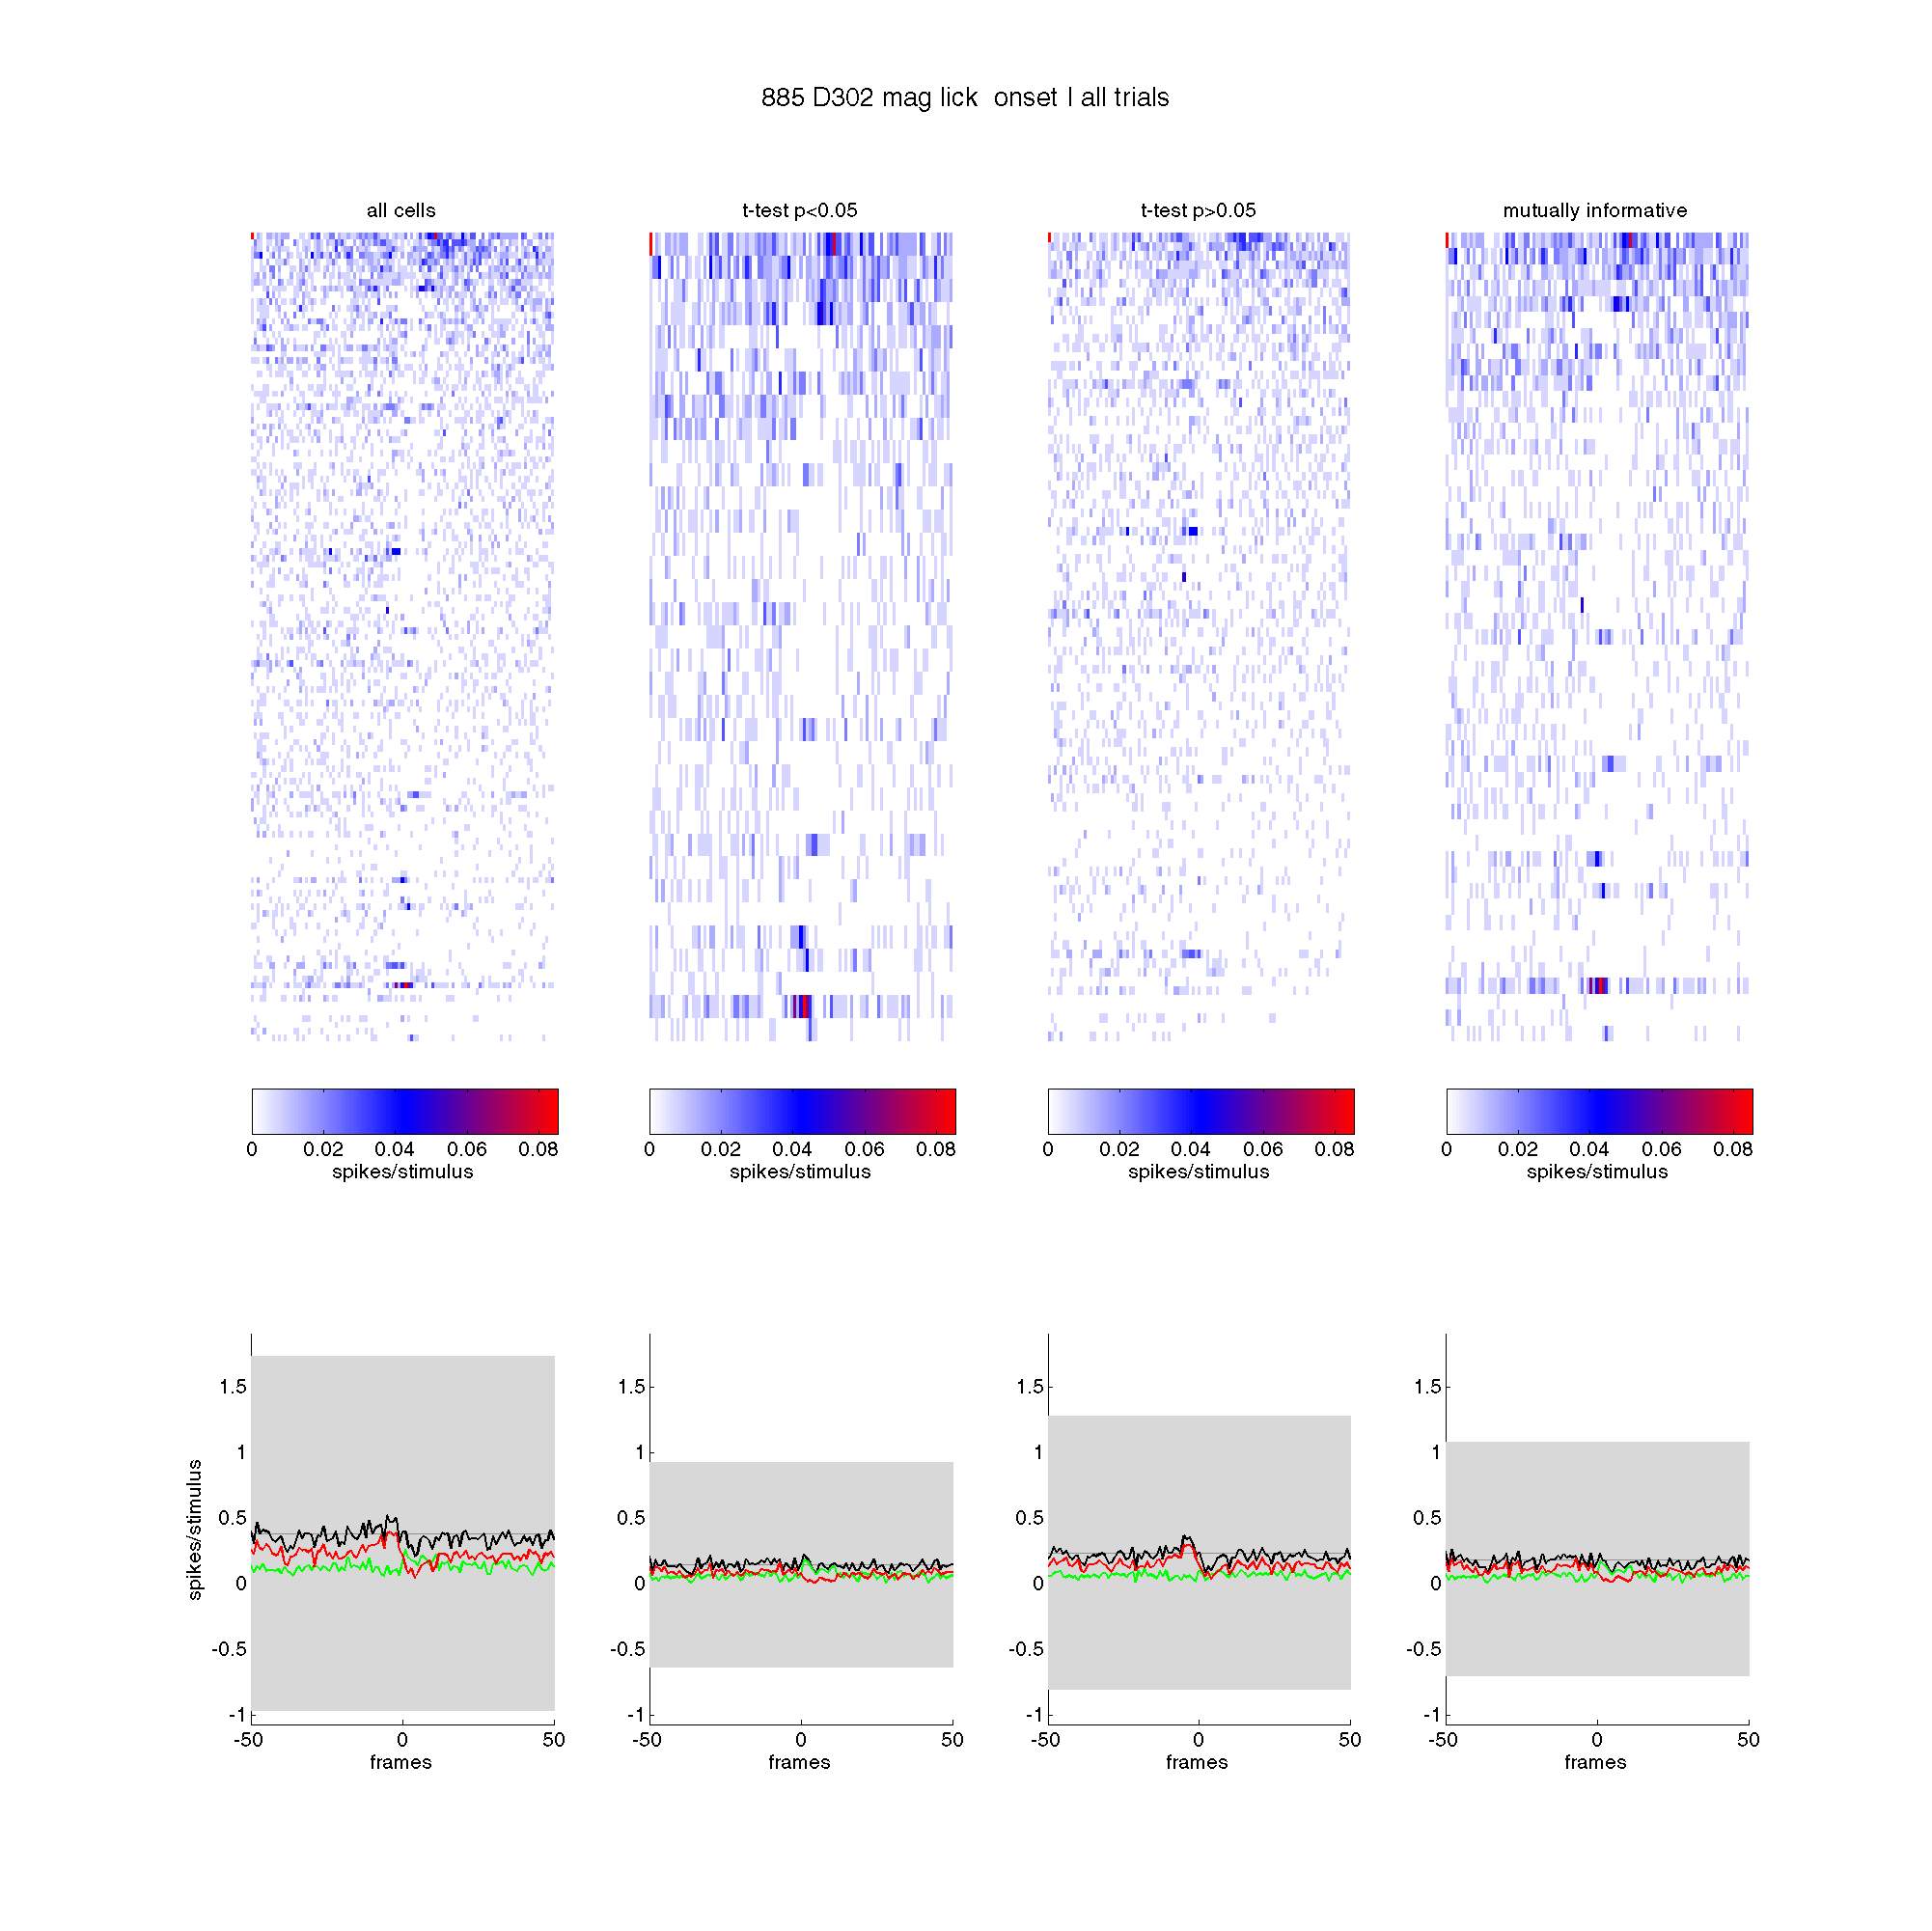 885 D302 mag lick  onset I all trials
all cells
t-test p<0.05
t-test p>0.05
mutually informative
0 0.02 0.04 0.06 0.08
spikes/stimulus
0 0.02 0.04 0.06 0.08
spikes/stimulus
0 0.02 0.04 0.06 0.08
spikes/stimulus
0 0.02 0.04 0.06 0.08
spikes/stimulus
spikes/stimulus
1.5
1
0.5
0
-0.5
-1
-50 0 50
frames
1.5
1
0.5
0
-0.5
-1
-50 0 50
frames
1.5
1
0.5
0
-0.5
-1
-50 0 50
frames
1.5
1
0.5
0
-0.5
-1
-50 0 50
frames